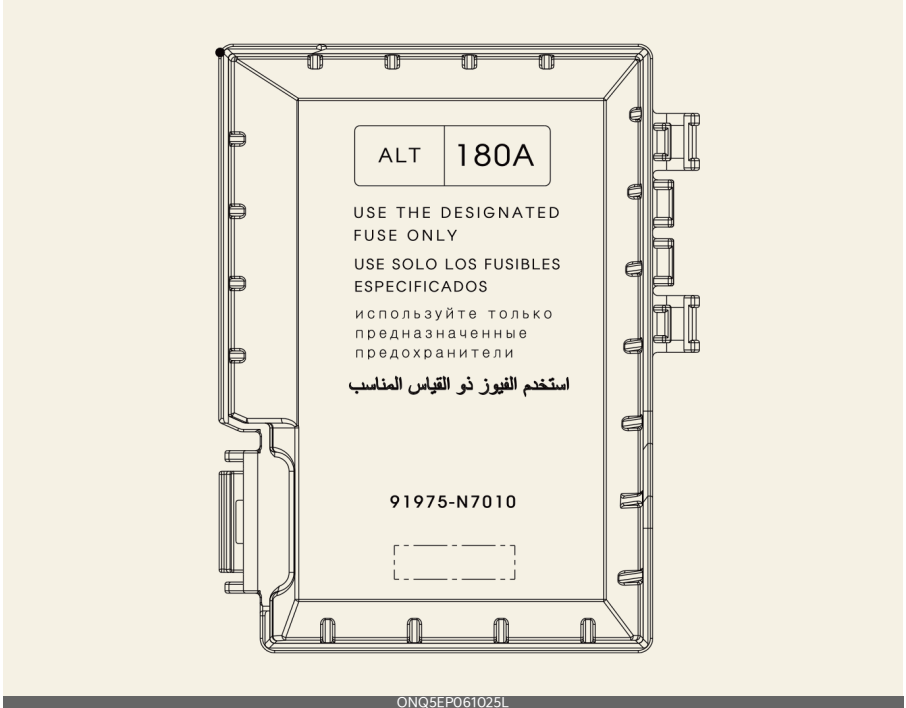 ALT 180A
USE THE DESIGNATED
FUSE ONLY
USE SOLO LOS FUSIBLES
ESPECIFICADOS
используйте только
предназначенные
предохранители
استخدم الفيوز ذو القياس المناسب
91975-N7010
ONQ5EP061025L